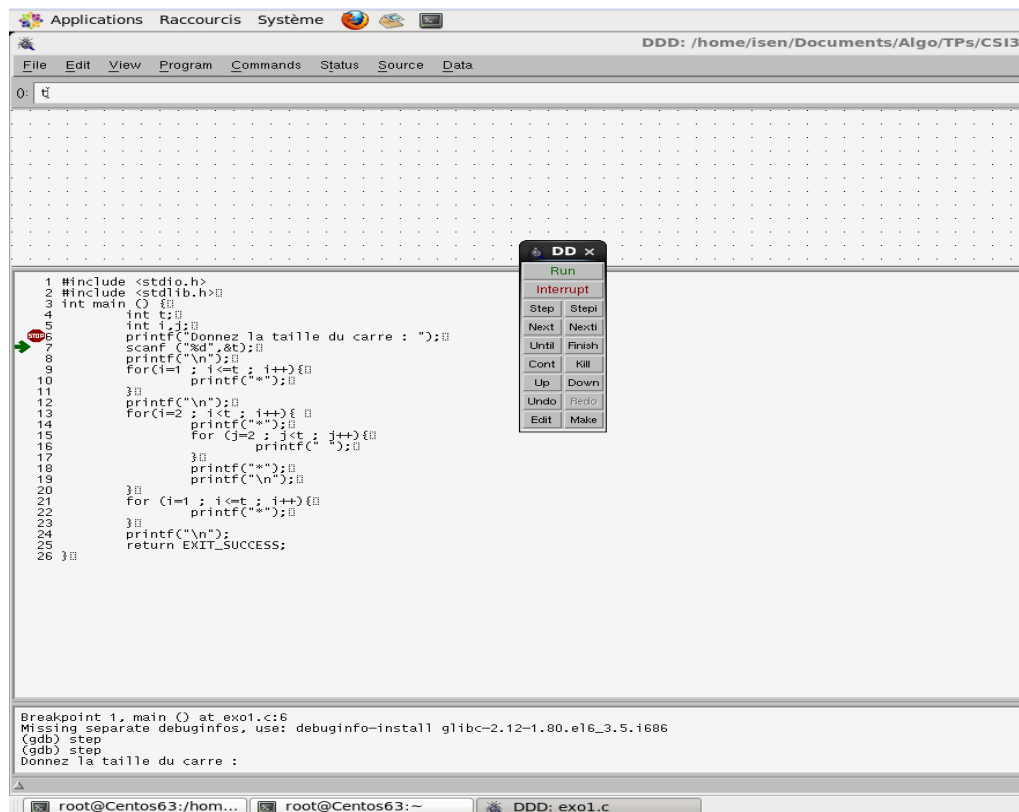 Applications Raccourcis Système
DDD: /home/isen/Documents/Algo/TPs/CSI3
File Edit View Program Commands Status Source Data
0: t
DD ×
Run
Interrupt
Step Stepi
Next Nexti
Until Finish
Cont Kill
Up Down
Undo Redo
Edit Make
1 #include <stdio.h>
2 #include <stdlib.h>
3 int main () {
4 int t;
5 int i,j;
STOP 6 printf("Donnez la taille du carre : ");
7 scanf ("%d",&t);
8 printf("\n");
9 for(i=1 ; i<=t ; i++){
10 printf("*");
11 }
12 printf("\n");
13 for(i=2 ; i<t ; i++){
14 printf("*");
15 for (j=2 ; j<t ; j++){
16 printf(" ");
17 }
18 printf("*");
19 printf("\n");
20 }
21 for (i=1 ; i<=t ; i++){
22 printf("*");
23 }
24 printf("\n");
25 return EXIT_SUCCESS;
26 }
Breakpoint 1, main () at exo1.c:6
Missing separate debuginfos, use: debuginfo-install glibc-2.12-1.80.el6_3.5.i686
(gdb) step
(gdb) step
Donnez la taille du carre :
root@Centos63:/hom... root@Centos63:~ DDD: exo1.c